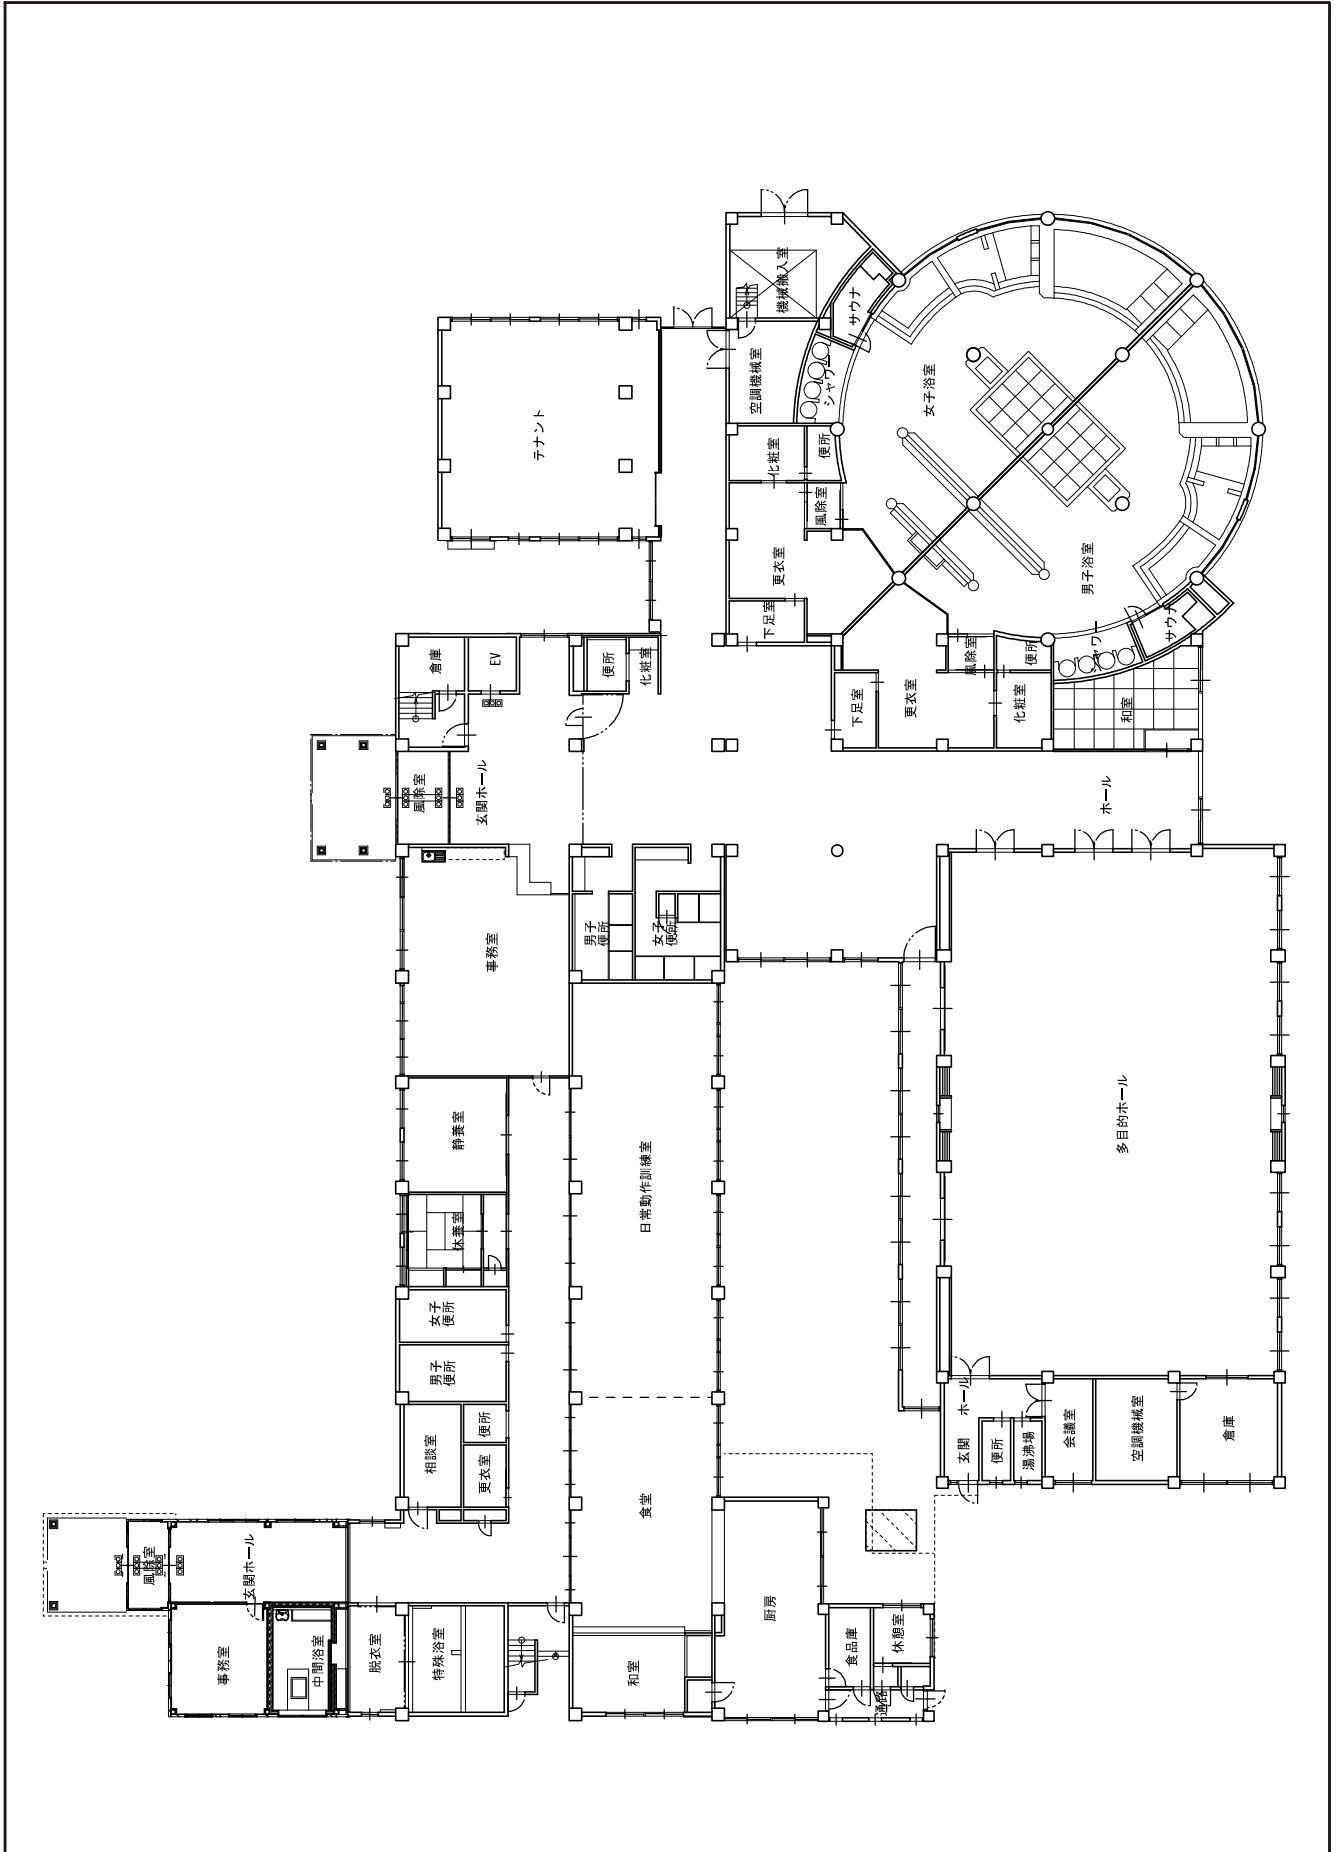 機械搬入室
サウナ
空調機械室
シャワー
女子浴室
テナント
化粧室
便所
風除室
更衣室
下足室
男子浴室
サウナ
シャワー
倉庫
EV
便所
化粧室
風除室
便所
下足室
更衣室
化粧室
和室
風除室
玄関ホール
ホール
事務室
男子
便所
女子
便所
静養室
日常動作訓練室
多目的ホール
休養室
女子
便所
男子
便所
相談室
便所
更衣室
玄関
ホール
便所
湯沸場
会議室
空調機械室
倉庫
食堂
風除室
玄関ホール
厨房
事務室
中間浴室
脱衣室
特殊浴室
和室
食品庫
休憩室
通路